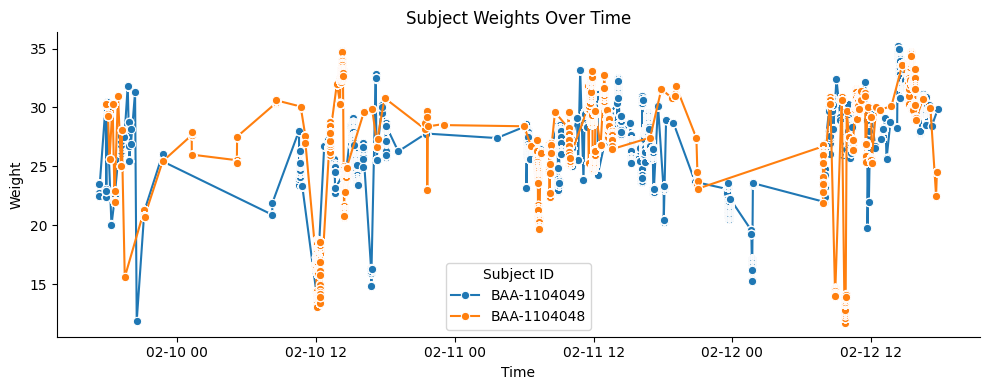 Subject Weights Over Time
Weight
35
30
25
20
15
Subject ID
BAA-1104049
BAA-1104048
02-10 00
02-10 12
02-11 00
02-11 12
02-12 00
02-12 12
Time